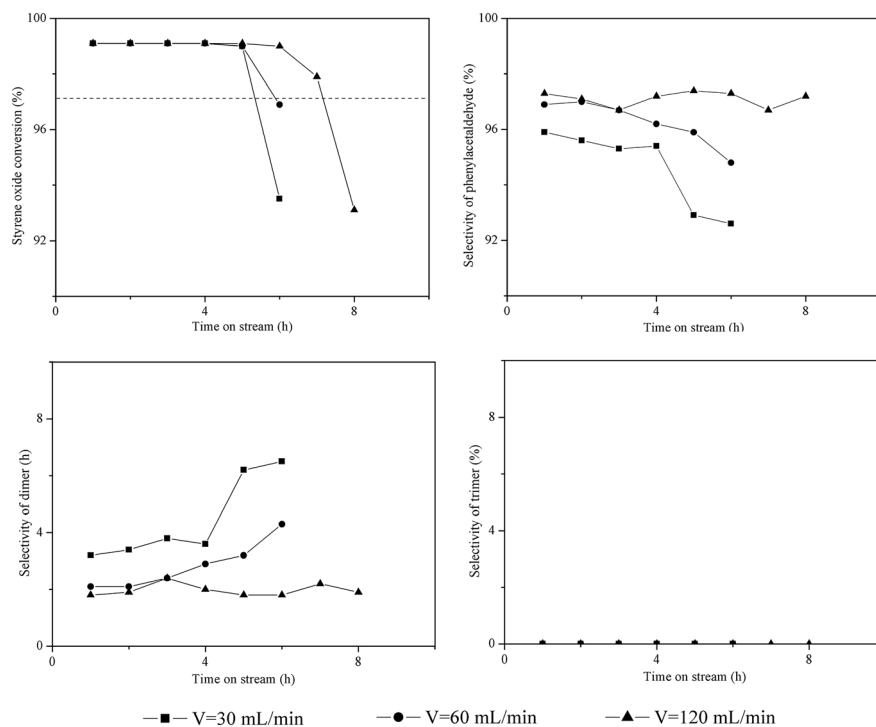 100
96
92
Styrene oxide conversion (%)
0
4
8
Time on stream (h)
100
96
92
Selectivity of phenylacetaldehyde (%)
0
4
8
Time on stream (h)
8
4
0
Selectivity of dimer (h)
0
4
8
Time on stream (h)
8
4
0
Selectivity of trimer (%)
0
4
8
Time on stream (h)
V=30 mL/min
V=60 mL/min
V=120 mL/min